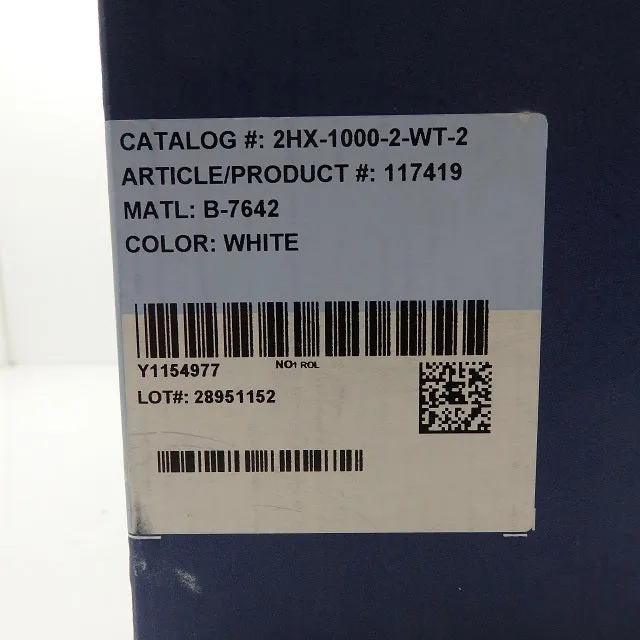 CATALOG #: 2HX-1000-2-WT-2
ARTICLE/PRODUCT #: 117419
MATL: B-7642
COLOR: WHITE
Y1154977
NO1 ROL
LOT#: 28951152